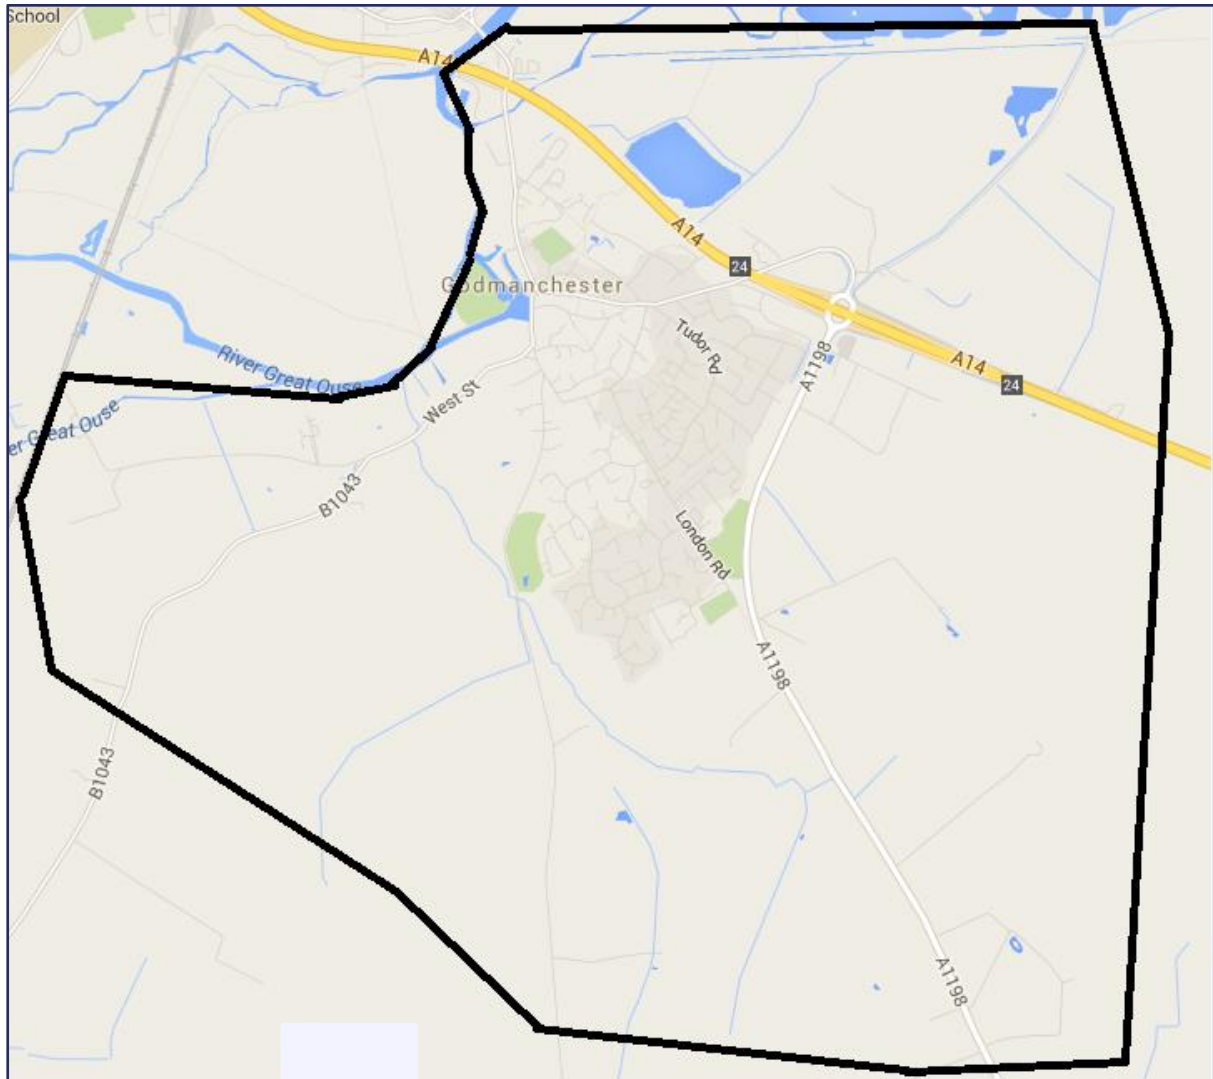 School
A14
A14
24
Godmanchester
Tudor Rd
A1198
A14
24
River Great Ouse
West St
er Great Ouse
B1043
London Rd
A1198
B1043
A1198